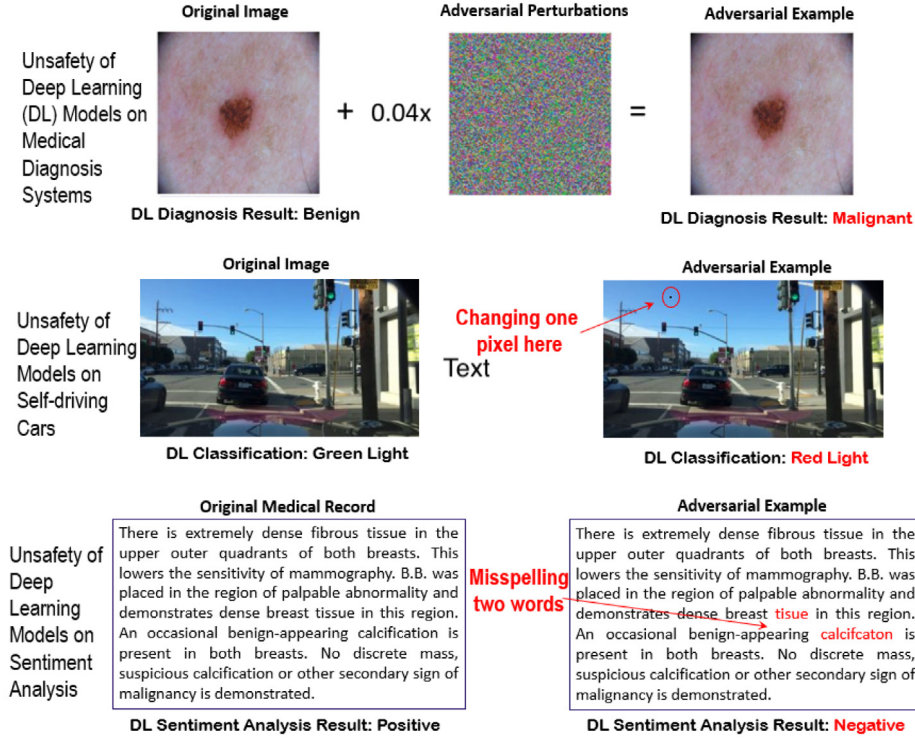 Original Image
Adversarial Perturbations
Adversarial Example
Unsafety of
Deep Learning
(DL) Models on
Medical
Diagnosis
Systems
+ 0.04x
=
DL Diagnosis Result: Benign
DL Diagnosis Result: Malignant
Original Image
Adversarial Example
Unsafety of
Deep Learning
Models on
Self-driving
Cars
Changing one
pixel here
Text
DL Classification: Green Light
DL Classification: Red Light
Original Medical Record
Adversarial Example
Unsafety of
Deep
Learning
Models on
Sentiment
Analysis
There is extremely dense fibrous tissue in the
upper outer quadrants of both breasts. This
lowers the sensitivity of mammography. B.B. was
placed in the region of palpable abnormality and
demonstrates dense breast tissue in this region.
An occasional benign-appearing calcification is
present in both breasts. No discrete mass,
suspicious calcification or other secondary sign of
malignancy is demonstrated.
Misspelling
two words
There is extremely dense fibrous tissue in the
upper outer quadrants of both breasts. This
lowers the sensitivity of mammography. B.B. was
placed in the region of palpable abnormality and
demonstrates dense breast tisue in this region.
An occasional benign-appearing calcifcaton is
present in both breasts. No discrete mass,
suspicious calcification or other secondary sign of
malignancy is demonstrated.
DL Sentiment Analysis Result: Positive
DL Sentiment Analysis Result: Negative